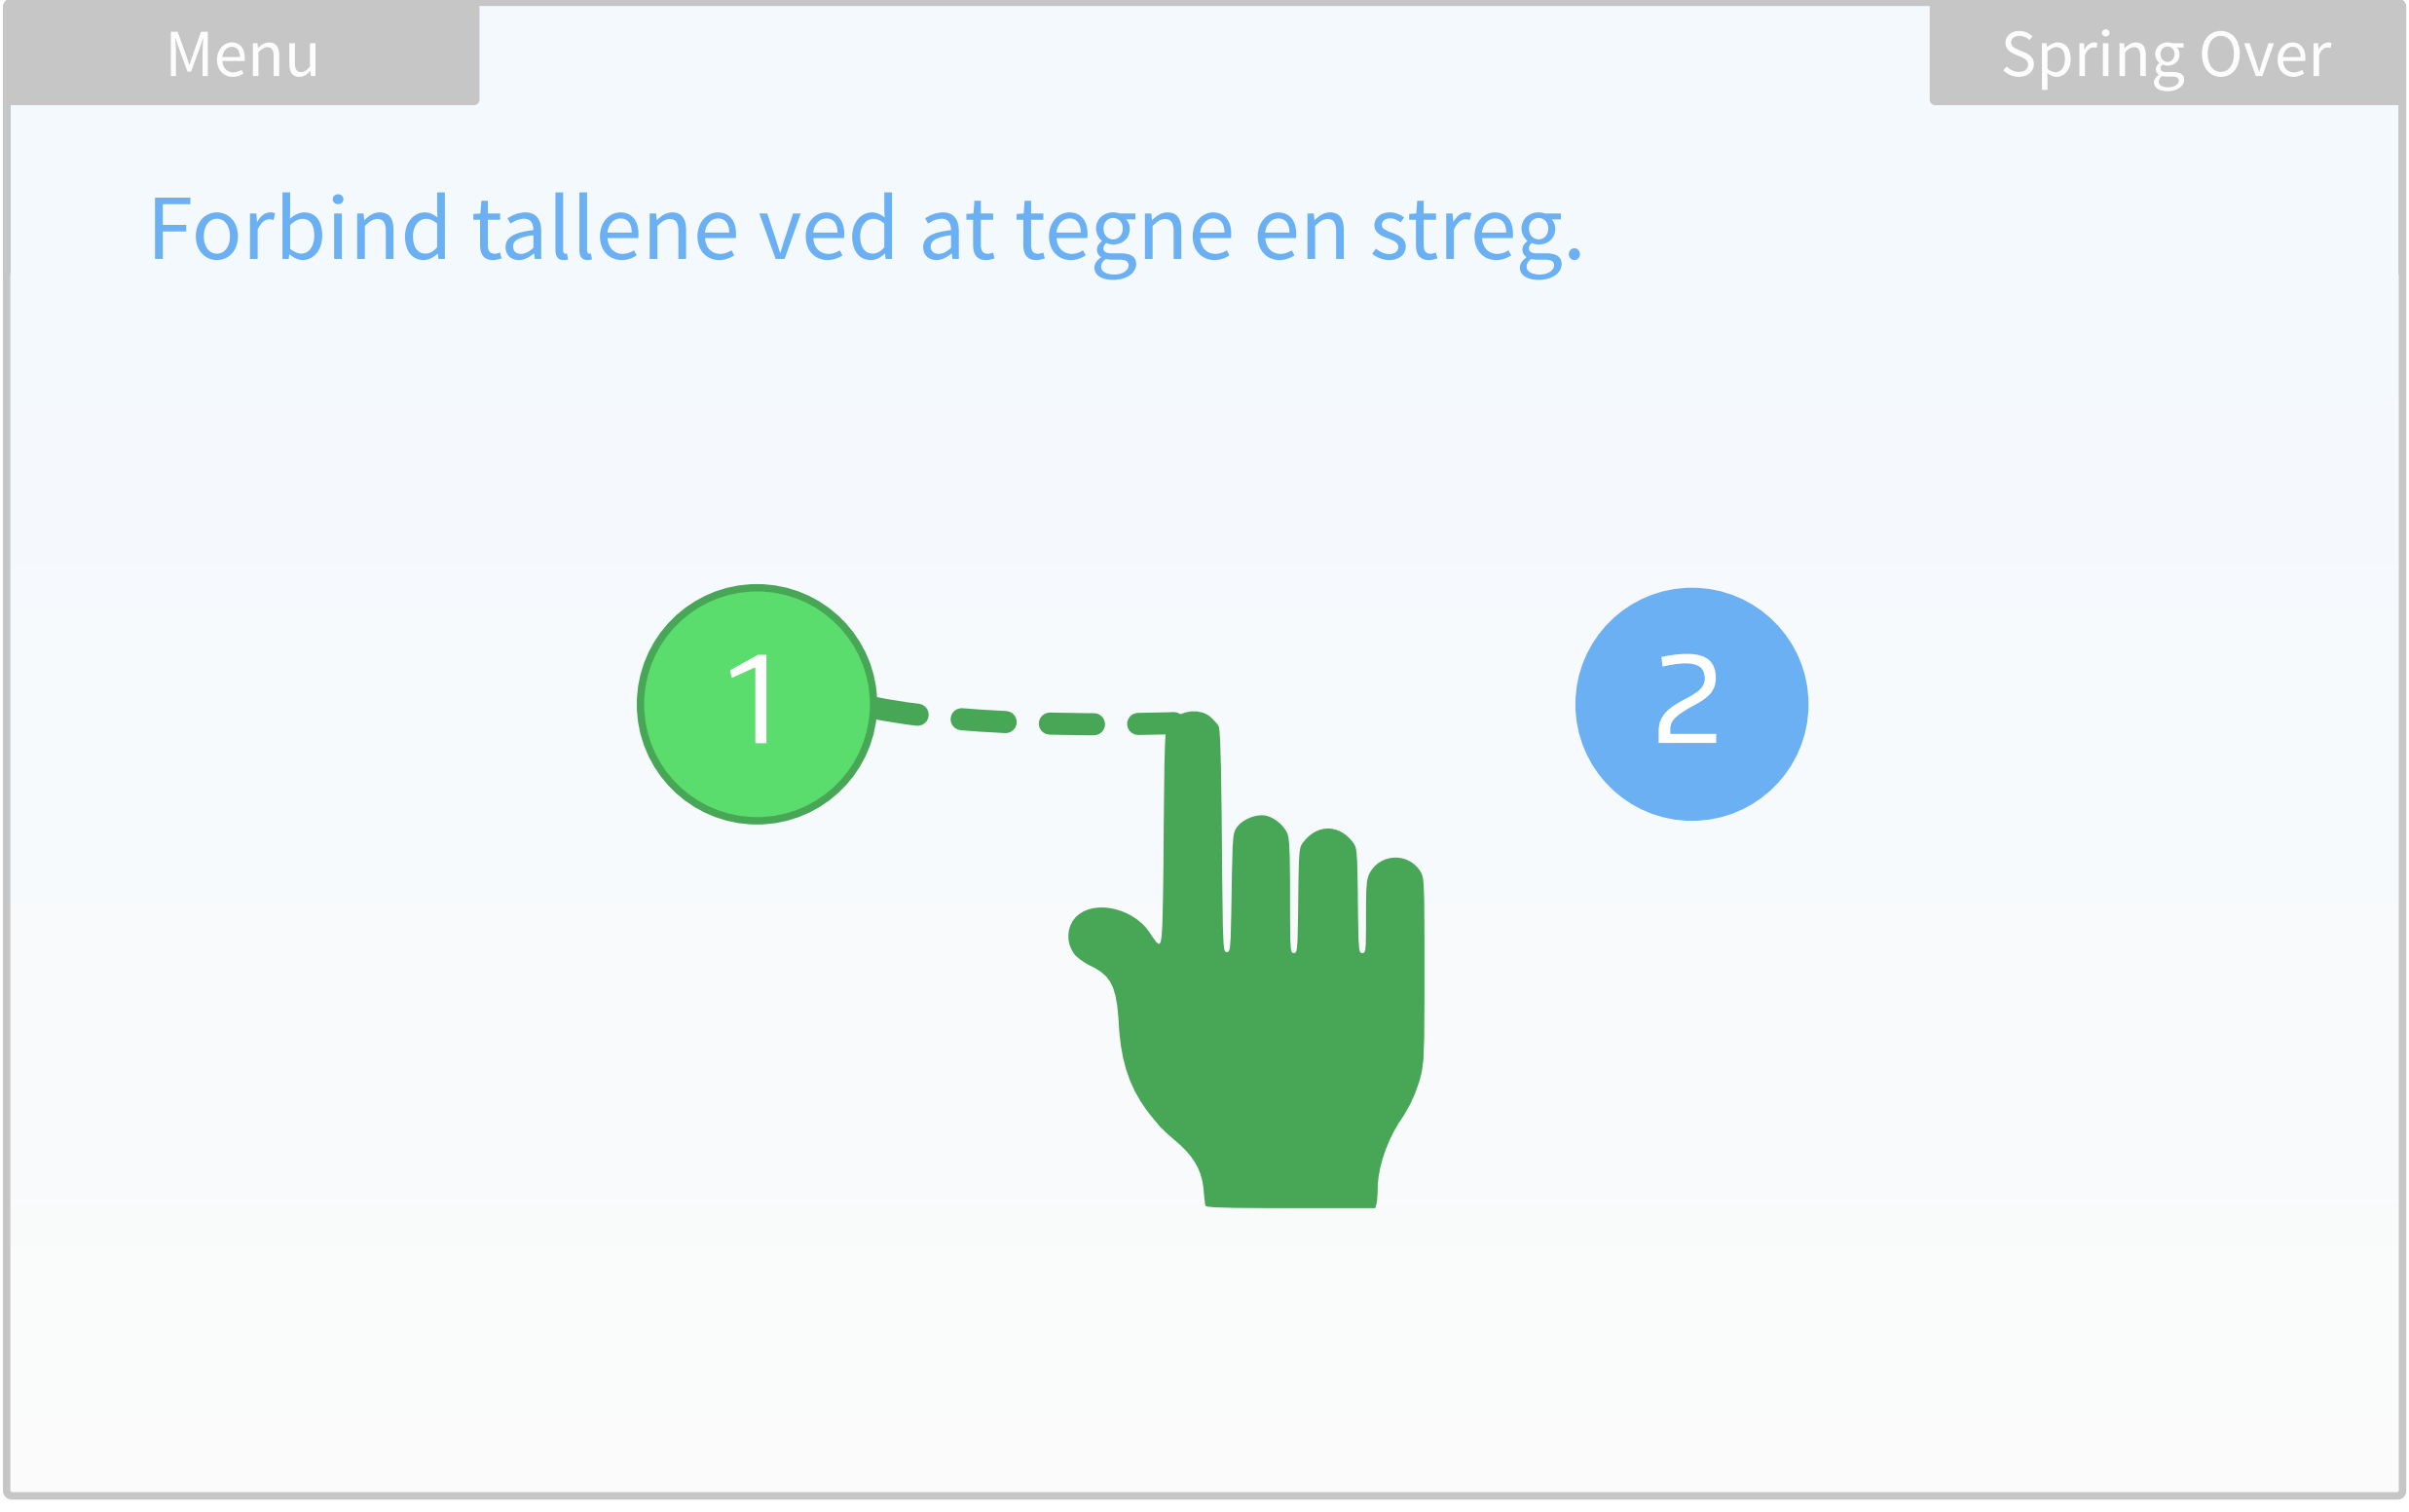 Menu
Spring Over
Forbind tallene ved at tegne en streg.
1
2